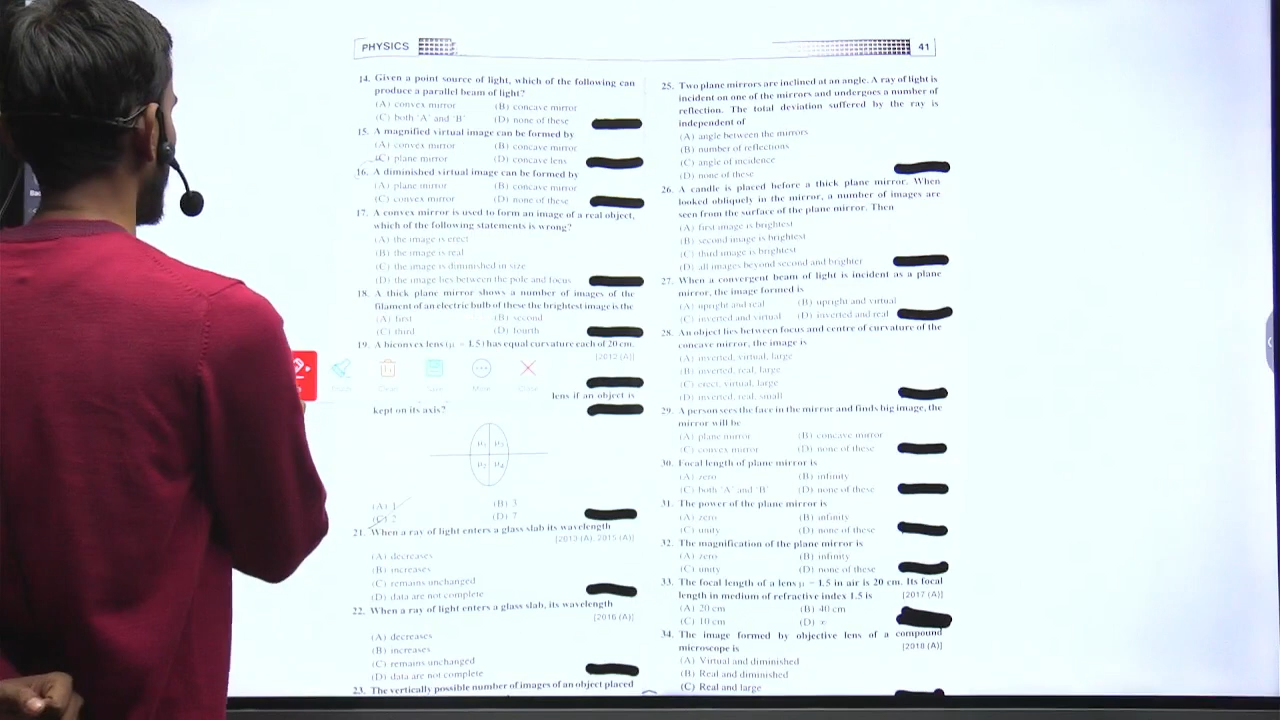 PHYSICS
41
14. Given a point source of light, which of the following can
produce a parallel beam of light?
(A) convex mirror (B) concave mirror
(C) both 'A' and 'B' (D) none of these
15. A magnified virtual image can be formed by
(A) convex mirror (B) concave mirror
(C) plane mirror (D) concave lens
16. A diminished virtual image can be formed by
(A) plane mirror (B) concave mirror
(C) convex mirror (D) none of these
17. A convex mirror is used to form an image of a real object,
which of the following statements is wrong?
(A) the image is erect
(B) the image is real
(C) the image is diminished in size
(D) the image lies between the pole and focus
18. A thick plane mirror shows a number of images of the
filament of an electric bulb of these the brightest image is the
(A) first (B) second
(C) third (D) fourth
19. A biconvex lens (μ = 1.5) has equal curvature each of 20 cm.
[2012 (A)]
More
lens if an object is
kept on its axis?
μ1 μ3
μ2 μ4
(A) 1 (B) 3
(C) 2 (D) 7
21. When a ray of light enters a glass slab its wavelength
[2013 (A), 2015 (A)]
(A) decreases
(B) increases
(C) remains unchanged
(D) data are not complete
22. When a ray of light enters a glass slab, its wavelength
[2016 (A)]
(A) decreases
(B) increases
(C) remains unchanged
(D) data are not complete
23. The vertically possible number of images of an object placed
25. Two plane mirrors are inclined at an angle. A ray of light is
incident on one of the mirrors and undergoes a number of
reflection. The total deviation suffered by the ray is
independent of
(A) angle between the mirrors
(B) number of reflections
(C) angle of incidence
(D) none of these
26. A candle is placed before a thick plane mirror. When
looked obliquely in the mirror, a number of images are
seen from the surface of the plane mirror. Then
(A) first image is brightest
(B) second image is brightest
(C) third image is brightest
(D) all images beyond second and brighter
27. When a convergent beam of light is incident as a plane
mirror, the image formed is
(A) upright and real (B) upright and virtual
(C) inverted and virtual (D) inverted and real
28. An object lies between focus and centre of curvature of the
concave mirror, the image is
(A) inverted, virtual, large
(B) inverted, real, large
(C) erect, virtual, large
(D) inverted, real, small
29. A person sees the face in the mirror and finds big image, the
mirror will be
(A) plane mirror (B) concave mirror
(C) convex mirror (D) none of these
30. Focal length of plane mirror is
(A) zero (B) infinity
(C) both 'A' and 'B' (D) none of these
31. The power of the plane mirror is
(A) zero (B) infinity
(C) unity (D) none of these
32. The magnification of the plane mirror is
(A) zero (B) infinity
(C) unity (D) none of these
33. The focal length of a lens μ = 1.5 in air is 20 cm. Its focal
length in medium of refractive index 1.5 is [2017 (A)]
(A) 20 cm (B) 40 cm
(C) 10 cm (D)
34. The image formed by objective lens of a compound
microscope is [2018 (A)]
(A) Virtual and diminished
(B) Real and diminished
(C) Real and large